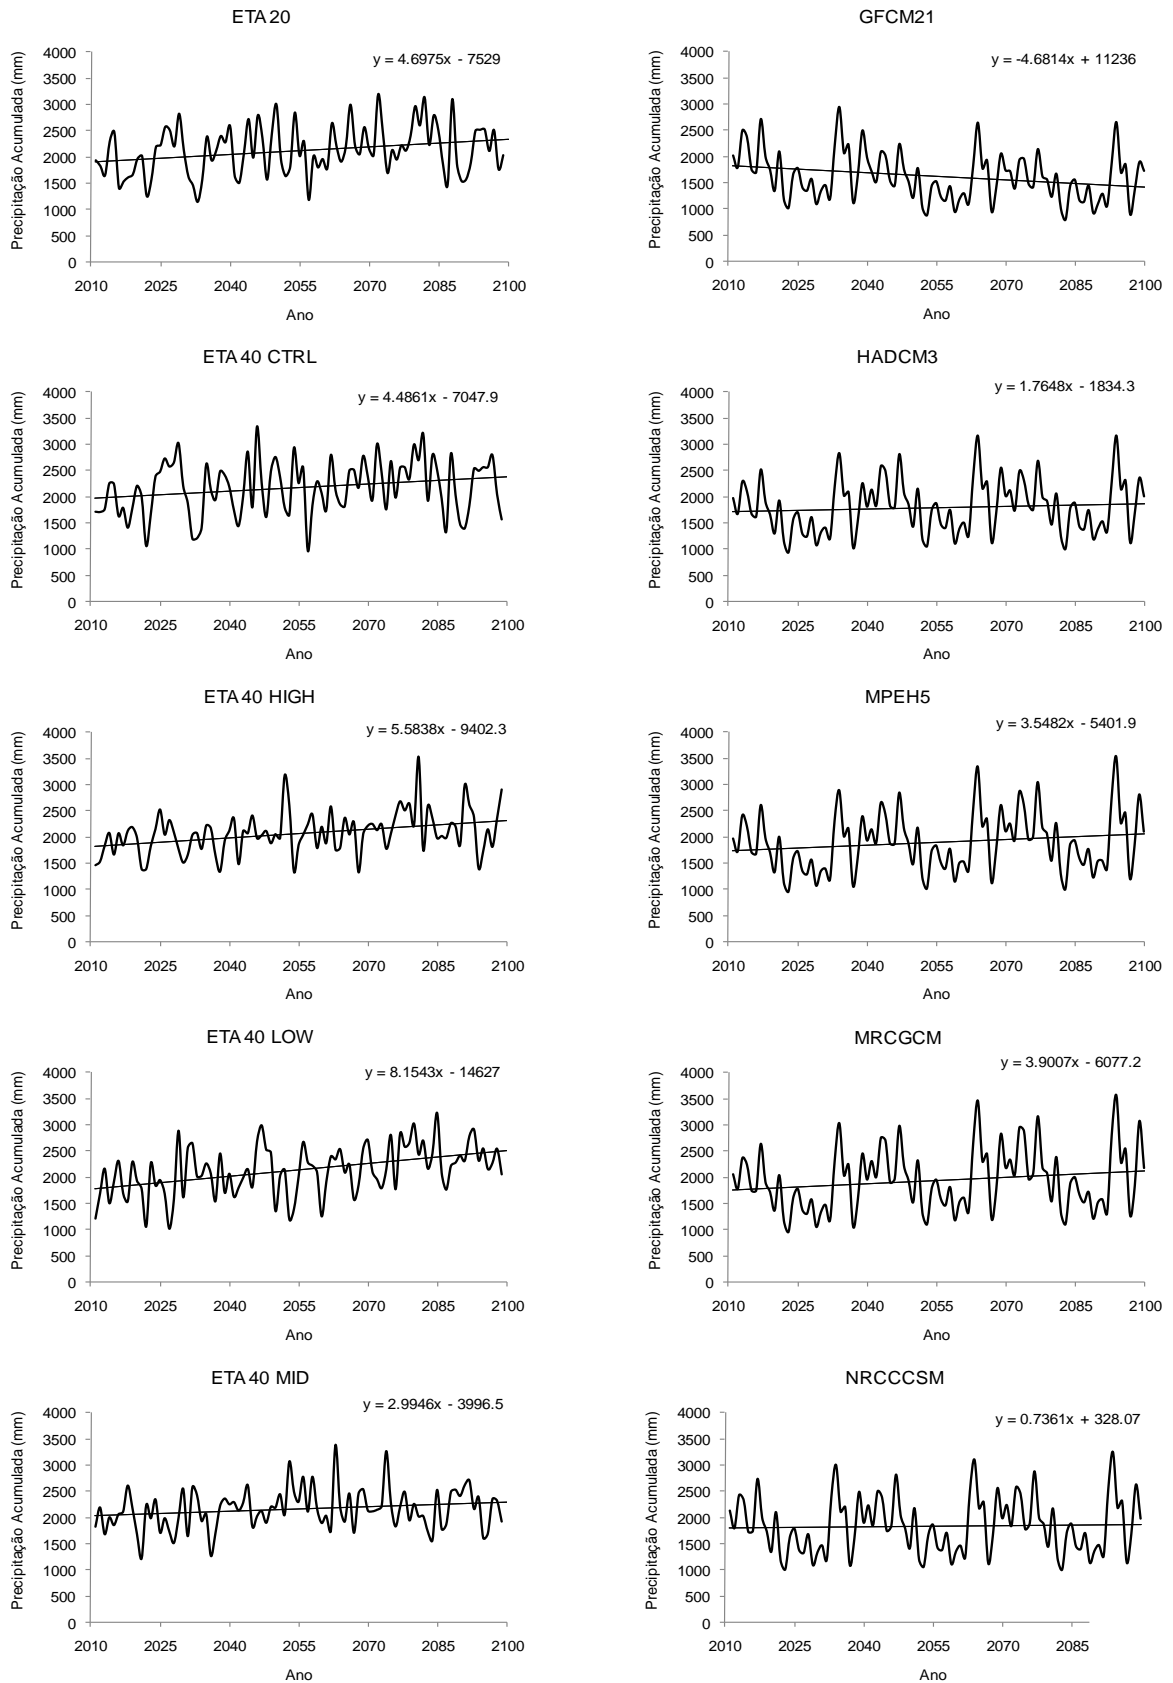 ETA 20
y = 4.6975x - 7529
Precipitação Acumulada (mm)
4000
3500
3000
2500
2000
1500
1000
500
0
2010 2025 2040 2055 2070 2085 2100
Ano
GFCM21
y = -4.6814x + 11236
Precipitação Acumulada (mm)
4000
3500
3000
2500
2000
1500
1000
500
0
2010 2025 2040 2055 2070 2085 2100
Ano
ETA 40 CTRL
y = 4.4861x - 7047.9
Precipitação Acumulada (mm)
4000
3500
3000
2500
2000
1500
1000
500
0
2010 2025 2040 2055 2070 2085 2100
Ano
HADCM3
y = 1.7648x - 1834.3
Precipitação Acumulada (mm)
4000
3500
3000
2500
2000
1500
1000
500
0
2010 2025 2040 2055 2070 2085 2100
Ano
ETA 40 HIGH
y = 5.5838x - 9402.3
Precipitação Acumulada (mm)
4000
3500
3000
2500
2000
1500
1000
500
0
2010 2025 2040 2055 2070 2085 2100
Ano
MPEH5
y = 3.5482x - 5401.9
Precipitação Acumulada (mm)
4000
3500
3000
2500
2000
1500
1000
500
0
2010 2025 2040 2055 2070 2085 2100
Ano
ETA 40 LOW
y = 8.1543x - 14627
Precipitação Acumulada (mm)
4000
3500
3000
2500
2000
1500
1000
500
0
2010 2025 2040 2055 2070 2085 2100
Ano
MRCGCM
y = 3.9007x - 6077.2
Precipitação Acumulada (mm)
4000
3500
3000
2500
2000
1500
1000
500
0
2010 2025 2040 2055 2070 2085 2100
Ano
ETA 40 MID
y = 2.9946x - 3996.5
Precipitação Acumulada (mm)
4000
3500
3000
2500
2000
1500
1000
500
0
2010 2025 2040 2055 2070 2085 2100
Ano
NRCCCSM
y = 0.7361x + 328.07
Precipitação Acumulada (mm)
4000
3500
3000
2500
2000
1500
1000
500
0
2010 2025 2040 2055 2070 2085
Ano